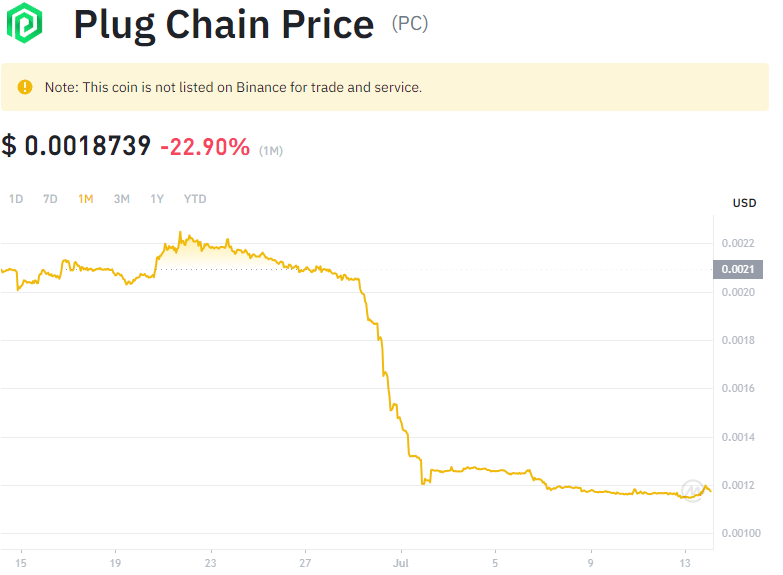 Plug Chain Price (PC)
Note: This coin is not listed on Binance for trade and service.
$ 0.0018739 -22.90% (1M)
1D 7D 1M 3M 1Y YTD
USD
0.0022
0.0021
0.0020
0.0018
0.0016
0.0014
0.0012
0.00100
15 19 23 27 Jul 5 9 13